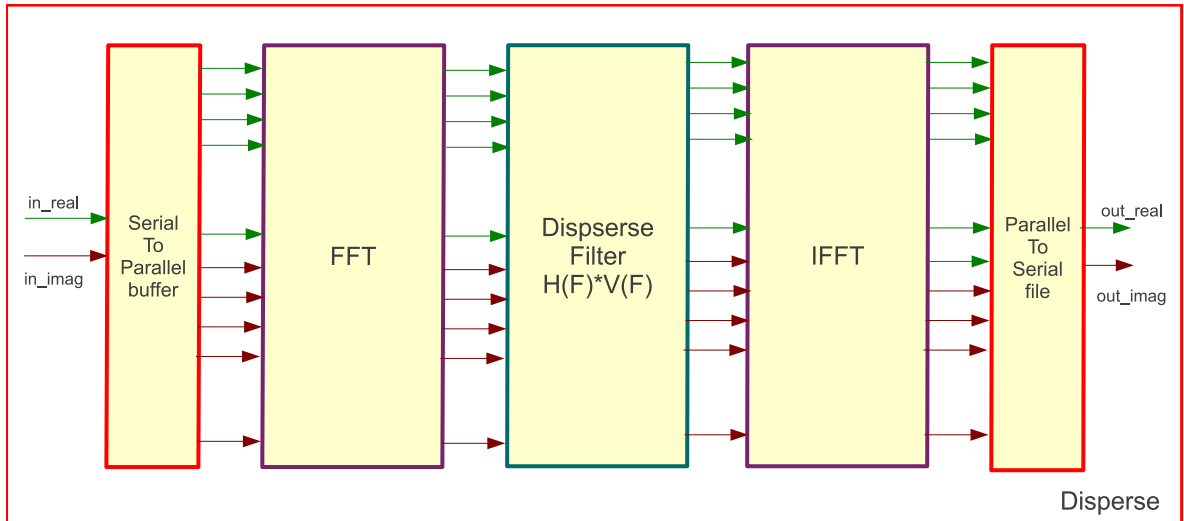 in_real
in_imag
Serial
To
Parallel
buffer
FFT
Dispserse
Filter
H(F)*V(F)
IFFT
Parallel
To
Serial
file
out_real
out_imag
Disperse